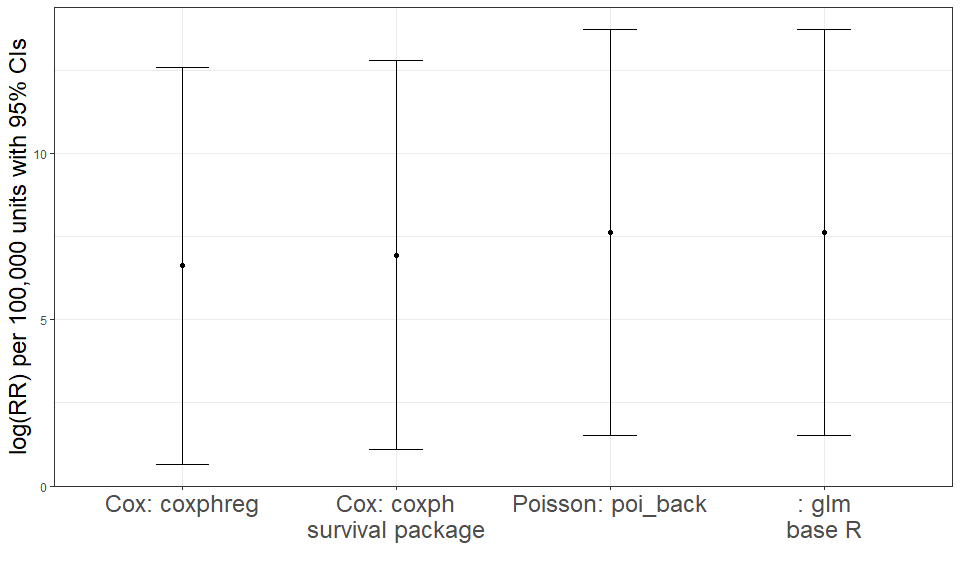 log(RR) per 100,000 units with 95% CIs
10
5
0
Cox: coxphreg
Cox: coxph
survival package
Poisson: poi_back
: glm
base R